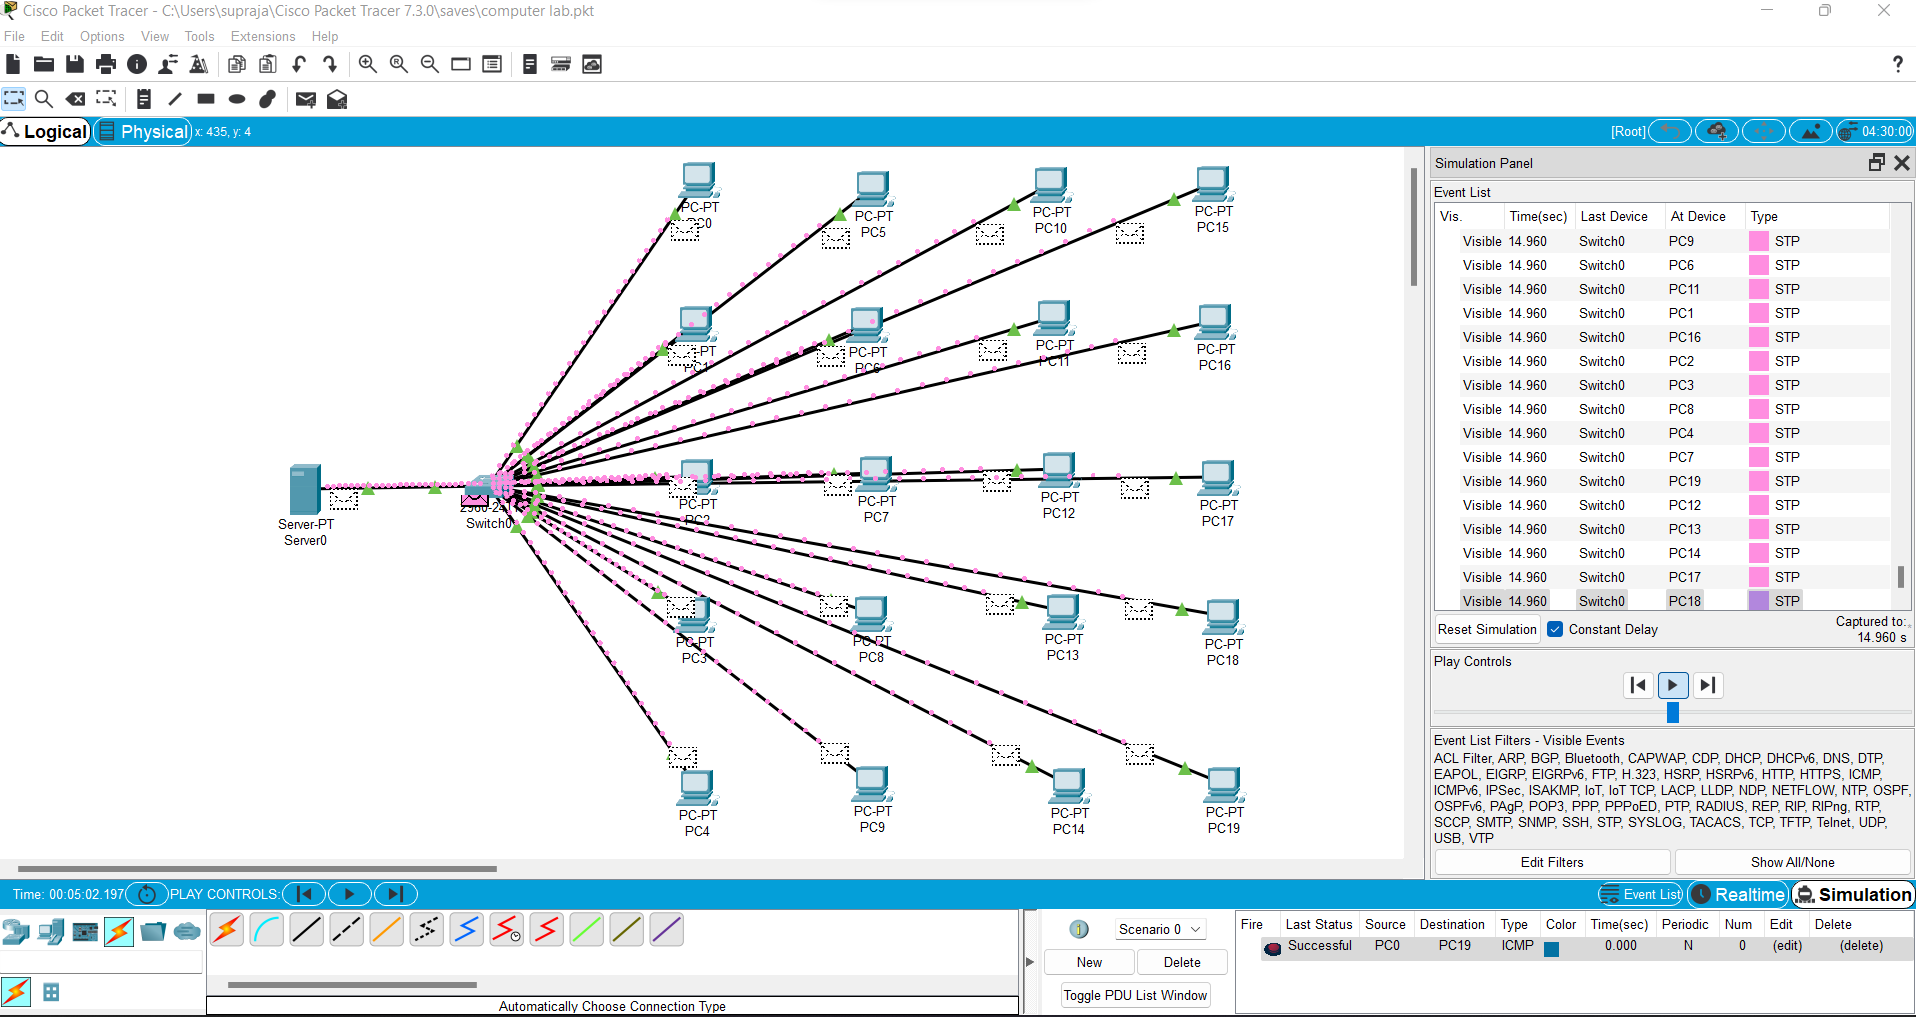 Cisco Packet Tracer - C:\Users\supraja\Cisco Packet Tracer 7.3.0\saves\computer lab.pkt
File Edit Options View Tools Extensions Help
Logical Physical x: 435, y: 4 [Root] 04:30:00
PC-PT
PC0
PC-PT
PC5
PC-PT
PC10
PC-PT
PC15
PC-PT
PC1
PC-PT
PC6
PC-PT
PC11
PC-PT
PC16
Server-PT
Server0
2960-24TT
Switch0
PC-PT
PC2
PC-PT
PC7
PC-PT
PC12
PC-PT
PC17
PC-PT
PC3
PC-PT
PC8
PC-PT
PC13
PC-PT
PC18
PC-PT
PC4
PC-PT
PC9
PC-PT
PC14
PC-PT
PC19
Simulation Panel
Event List
Vis. Time(sec) Last Device At Device Type
Visible 14.960 Switch0 PC9 STP
Visible 14.960 Switch0 PC6 STP
Visible 14.960 Switch0 PC11 STP
Visible 14.960 Switch0 PC1 STP
Visible 14.960 Switch0 PC16 STP
Visible 14.960 Switch0 PC2 STP
Visible 14.960 Switch0 PC3 STP
Visible 14.960 Switch0 PC8 STP
Visible 14.960 Switch0 PC4 STP
Visible 14.960 Switch0 PC7 STP
Visible 14.960 Switch0 PC19 STP
Visible 14.960 Switch0 PC12 STP
Visible 14.960 Switch0 PC13 STP
Visible 14.960 Switch0 PC14 STP
Visible 14.960 Switch0 PC17 STP
Visible 14.960 Switch0 PC18 STP
Reset Simulation Constant Delay Captured to:
14.960 s
Play Controls
Event List Filters - Visible Events
ACL Filter, ARP, BGP, Bluetooth, CAPWAP, CDP, DHCP, DHCPv6, DNS, DTP,
EAPOL, EIGRP, EIGRPv6, FTP, H.323, HSRP, HSRPv6, HTTP, HTTPS, ICMP,
ICMPv6, IPSec, ISAKMP, IoT, IoT TCP, LACP, LLDP, NDP, NETFLOW, NTP, OSPF,
OSPFv6, PAgP, POP3, PPP, PPPoED, PTP, RADIUS, REP, RIP, RIPng, RTP,
SCCP, SMTP, SNMP, SSH, STP, SYSLOG, TACACS, TCP, TFTP, Telnet, UDP,
USB, VTP
Edit Filters Show All/None
Time: 00:05:02.197 PLAY CONTROLS: Event List Realtime Simulation
Automatically Choose Connection Type
Scenario 0
New Delete
Toggle PDU List Window
Fire Last Status Source Destination Type Color Time(sec) Periodic Num Edit Delete
Successful PC0 PC19 ICMP 0.000 N 0 (edit) (delete)